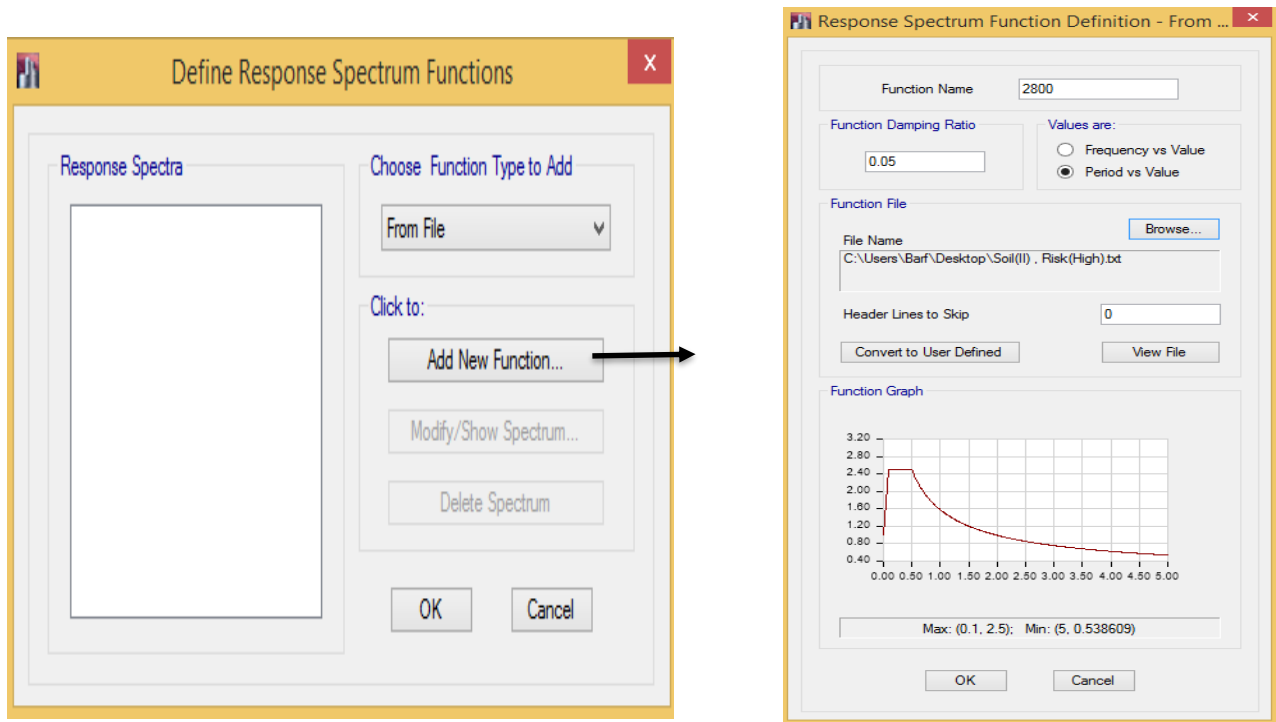 Define Response Spectrum Functions
X
Response Spectra
Choose Function Type to Add
From File
Click to:
Add New Function...
Modify/Show Spectrum...
Delete Spectrum
OK
Cancel
Response Spectrum Function Definition - From ...
×
Function Name
2800
Function Damping Ratio
0.05
Values are:
Frequency vs Value
Period vs Value
Function File
Browse...
File Name
C:\Users\Barf\Desktop\Soil(II) , Risk(High).txt
Header Lines to Skip
0
Convert to User Defined
View File
Function Graph
3.20
2.80
2.40
2.00
1.60
1.20
0.80
0.40
0.00 0.50 1.00 1.50 2.00 2.50 3.00 3.50 4.00 4.50 5.00
Max: (0.1, 2.5); Min: (5, 0.538609)
OK
Cancel